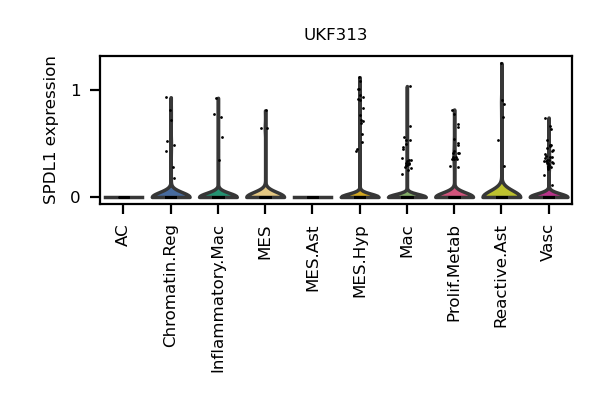 UKF313
SPDL1 expression
1
0
AC
Chromatin.Reg
Inflammatory.Mac
MES
MES.Ast
MES.Hyp
Mac
Prolif.Metab
Reactive.Ast
Vasc